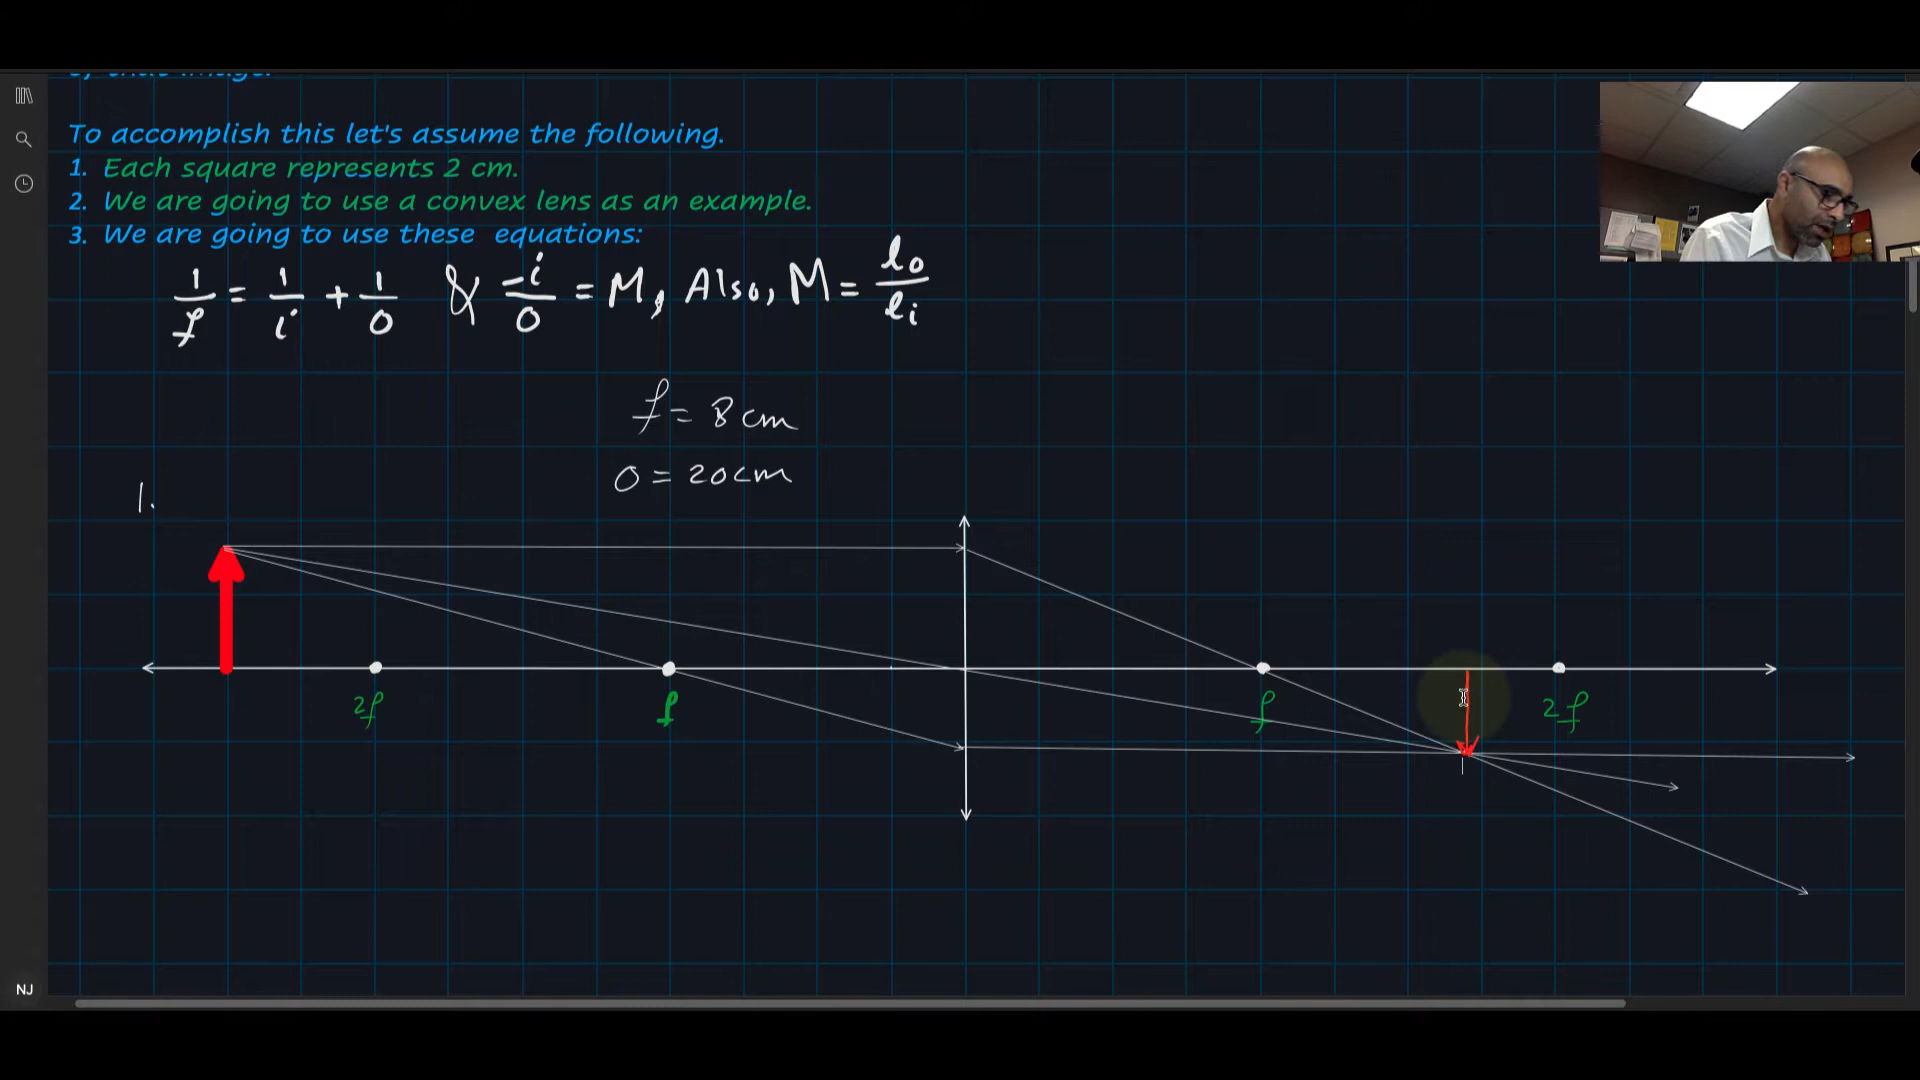 To accomplish this let's assume the following.
1. Each square represents 2 cm.
2. We are going to use a convex lens as an example.
3. We are going to use these equations:
1/f = 1/i + 1/o & -i/o = M, Also, M = lo/li
f = 8cm
o = 20cm
1.
2f f f 2f
NJ